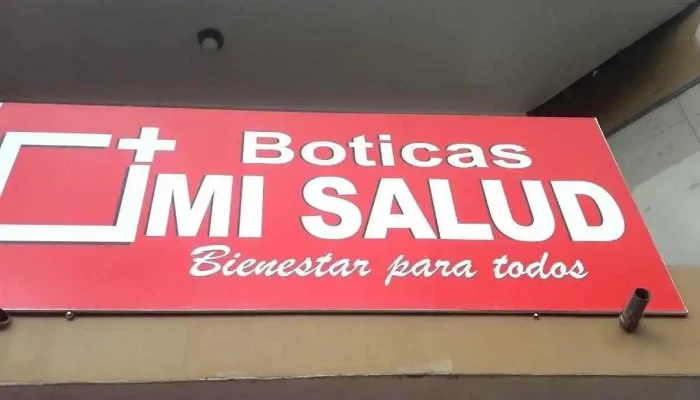 Boticas
MI SALUD
Bienestar para todos